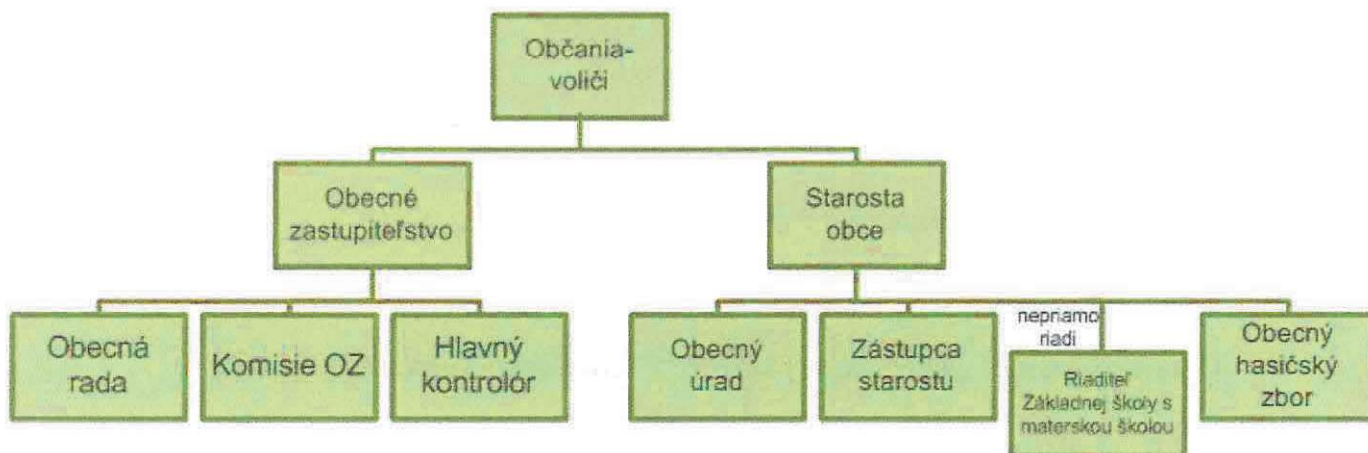 Občania-
voliči
Obecné
zastupiteľstvo
Starosta
obce
Obecná
rada
Komisie OZ
Hlavný
kontrolór
Obecný
úrad
Zástupca
starostu
nepriamo
riadi
Riaditeľ
Základnej školy s
materskou školou
Obecný
hasičský
zbor